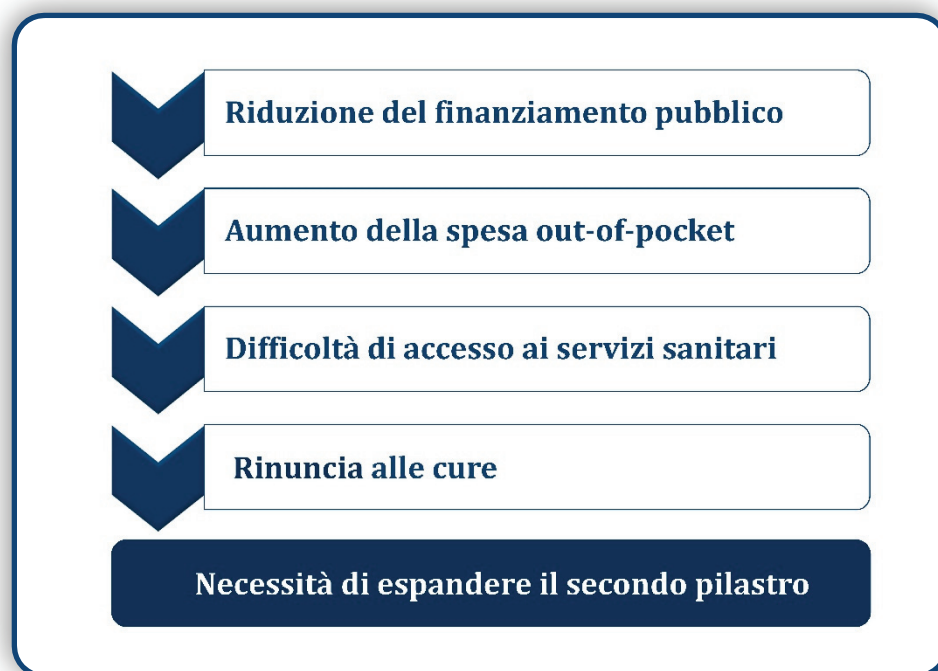 Riduzione del finanziamento pubblico
Aumento della spesa out-of-pocket
Difficoltà di accesso ai servizi sanitari
Rinuncia alle cure
Necessità di espandere il secondo pilastro